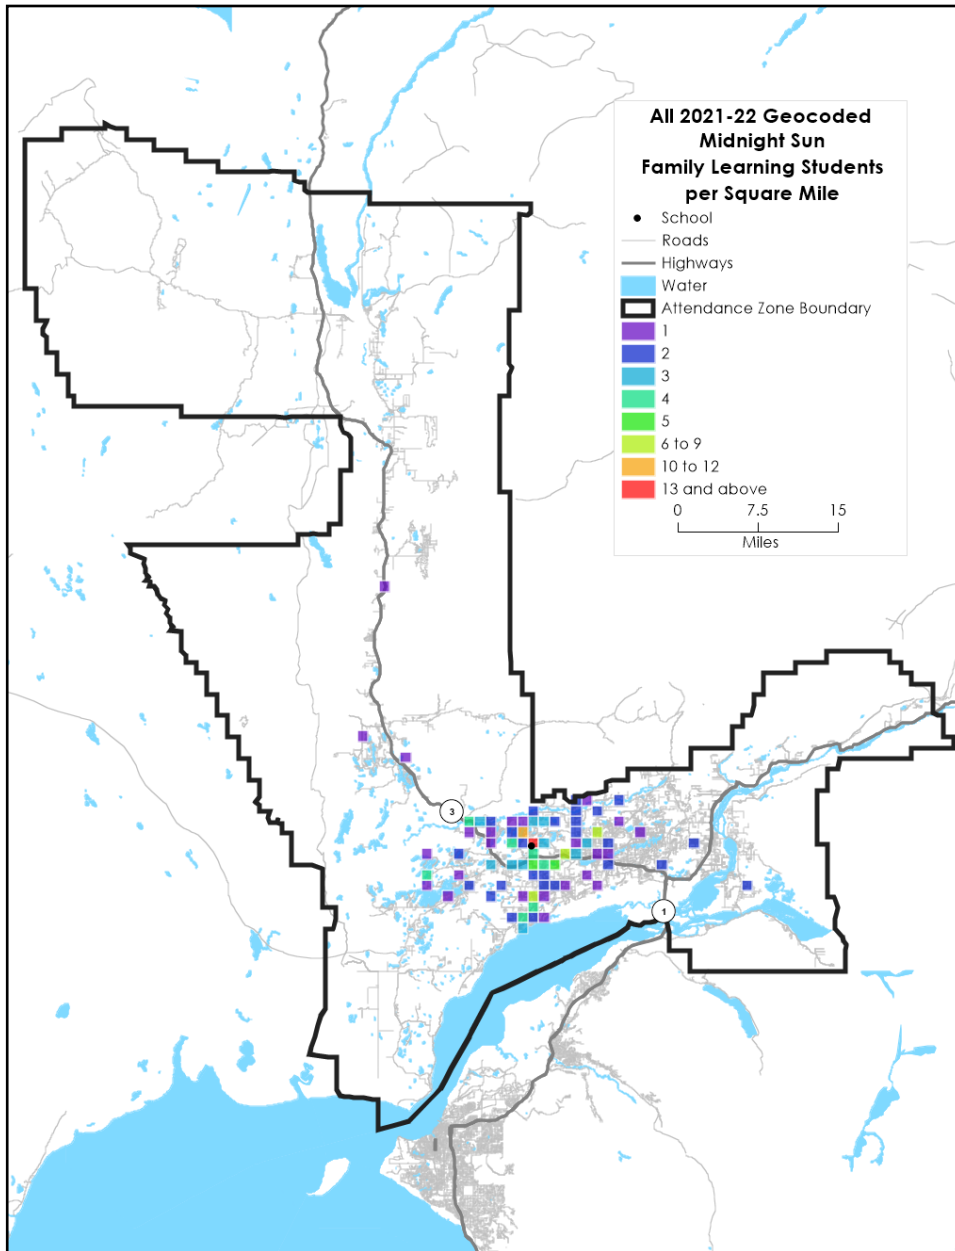 All 2021-22 Geocoded
Midnight Sun
Family Learning Students
per Square Mile
School
Roads
Highways
Water
Attendance Zone Boundary
1
2
3
4
5
6 to 9
10 to 12
13 and above
0 7.5 15
Miles
3
1